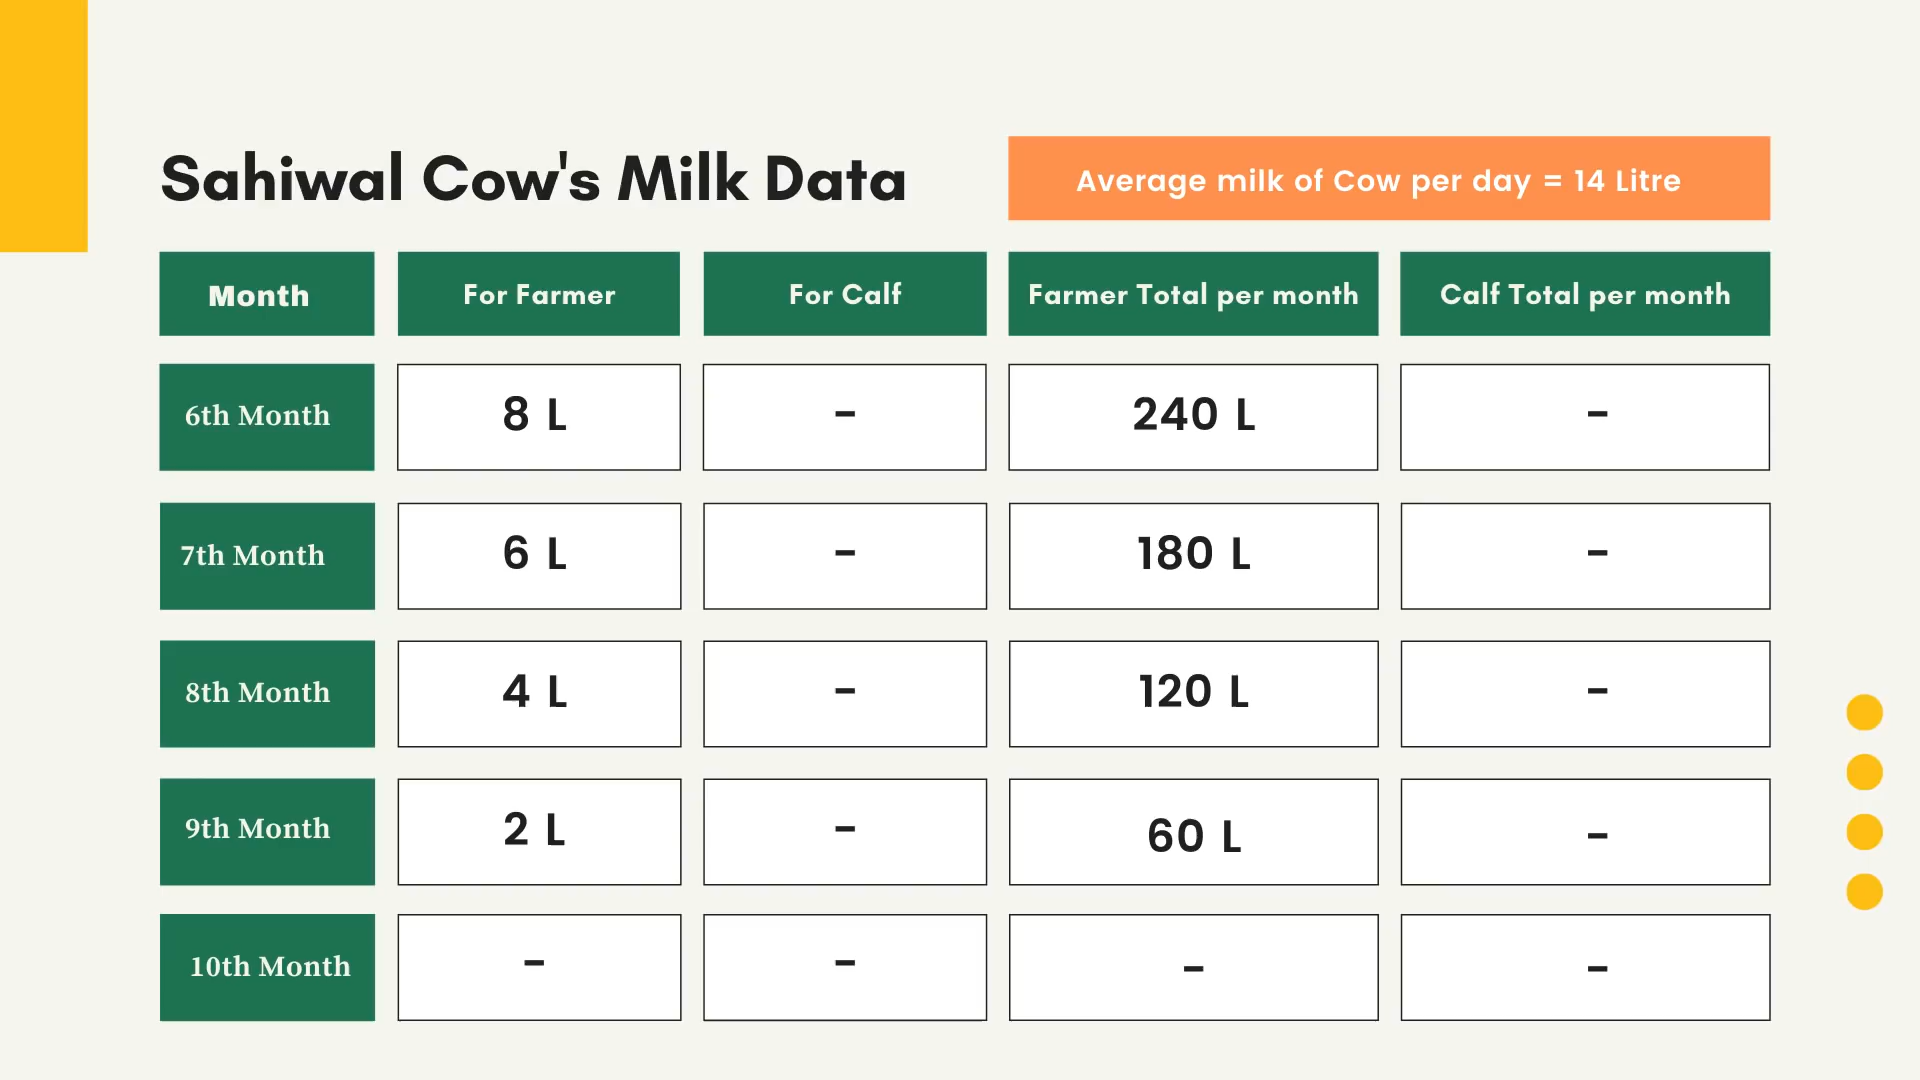 Sahiwal Cow's Milk Data
Average milk of Cow per day = 14 Litre
Month For Farmer For Calf Farmer Total per month Calf Total per month
6th Month 8 L - 240 L -
7th Month 6 L - 180 L -
8th Month 4 L - 120 L -
9th Month 2 L - 60 L -
10th Month - - - -